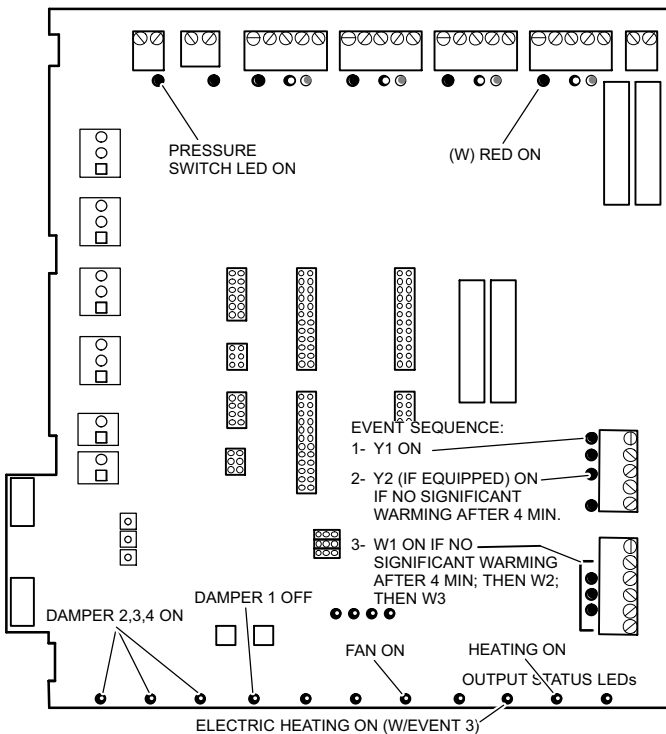 PRESSURE
SWITCH LED ON
(W) RED ON
EVENT SEQUENCE:
1- Y1 ON
2- Y2 (IF EQUIPPED) ON
IF NO SIGNIFICANT
WARMING AFTER 4 MIN.
3- W1 ON IF NO
SIGNIFICANT WARMING
AFTER 4 MIN; THEN W2;
THEN W3
DAMPER 2,3,4 ON
DAMPER 1 OFF
FAN ON
HEATING ON
OUTPUT STATUS LEDs
ELECTRIC HEATING ON (W/EVENT 3)